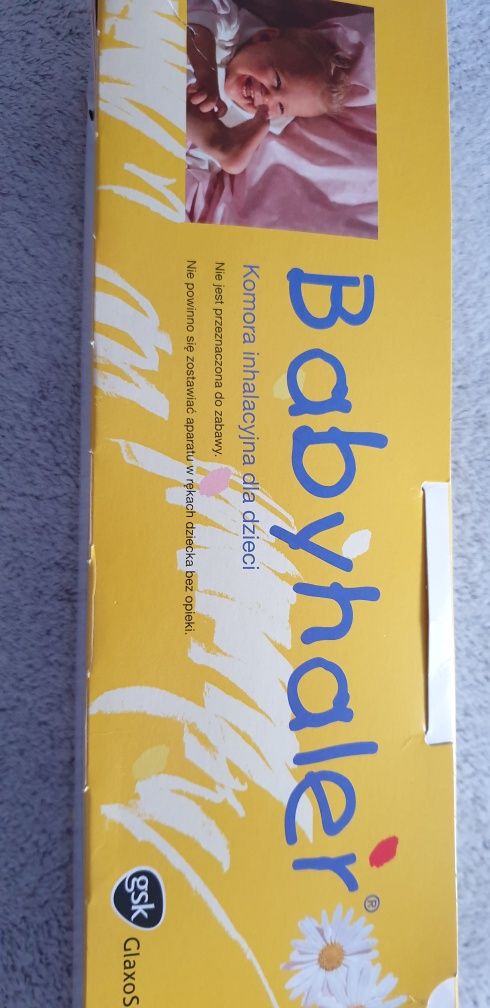 Babyhaler®
Komora inhalacyjna dla dzieci
Nie jest przeznaczona do zabawy.
Nie powinno się zostawiać aparatu w rękach dziecka bez opieki.
gsk GlaxoS